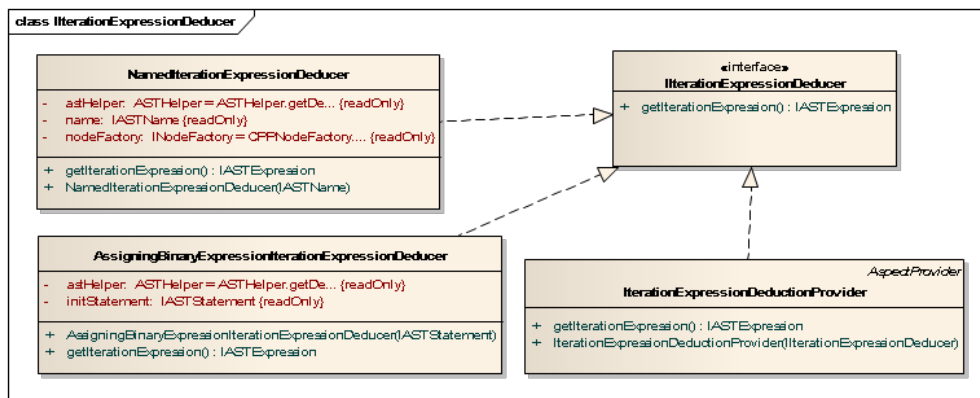 class IIterationExpressionDeducer
NamedIterationExpressionDeducer
- astHelper: ASTHelper = ASTHelper.getDe... {readOnly}
- name: IASTName {readOnly}
- nodeFactory: INodeFactory = CPPNodeFactory.... {readOnly}
+ getIterationExpression() : IASTExpression
+ NamedIterationExpressionDeducer(IASTName)
«interface»
IIterationExpressionDeducer
+ getIterationExpression() : IASTExpression
AssigningBinaryExpressionIterationExpressionDeducer
- astHelper: ASTHelper = ASTHelper.getDe... {readOnly}
- initStatement: IASTStatement {readOnly}
+ AssigningBinaryExpressionIterationExpressionDeducer(IASTStatement)
+ getIterationExpression() : IASTExpression
AspectProvider
IterationExpressionDeductionProvider
+ getIterationExpression() : IASTExpression
+ IterationExpressionDeductionProvider(IIterationExpressionDeducer)